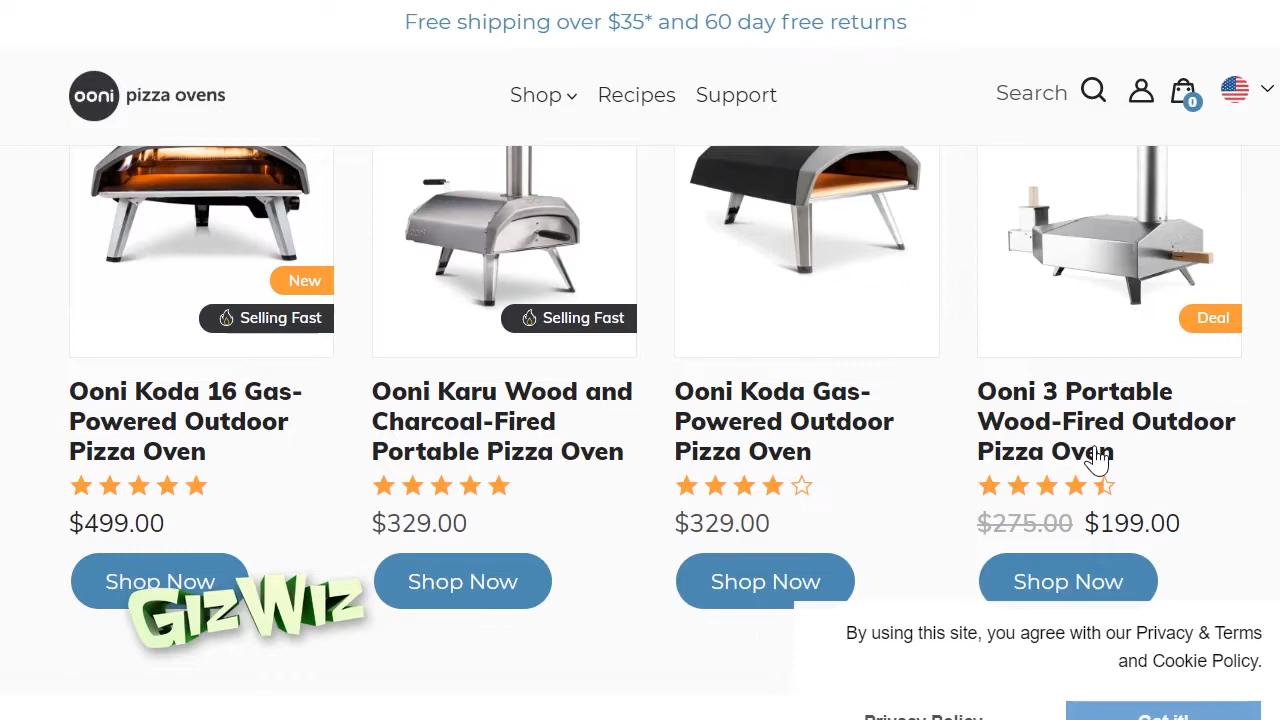 Free shipping over $35* and 60 day free returns
ooni pizza ovens
Shop
Recipes
Support
Search
0
New
Selling Fast
Selling Fast
Deal
Ooni Koda 16 Gas-
Powered Outdoor
Pizza Oven
$499.00
Shop Now
Ooni Karu Wood and
Charcoal-Fired
Portable Pizza Oven
$329.00
Shop Now
Ooni Koda Gas-
Powered Outdoor
Pizza Oven
$329.00
Shop Now
Ooni 3 Portable
Wood-Fired Outdoor
Pizza Oven
$275.00 $199.00
Shop Now
GizWiz
By using this site, you agree with our Privacy & Terms
and Cookie Policy.
Privacy Policy
Got it!